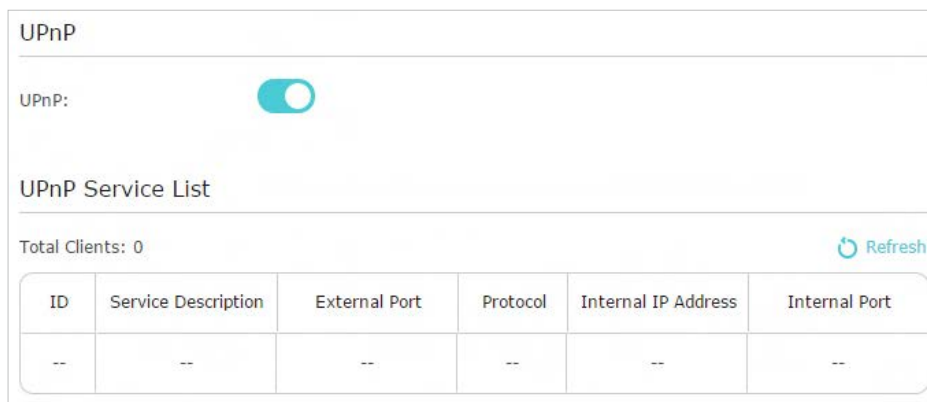 UPnP
UPnP:
UPnP Service List
Total Clients: 0 Refresh
ID Service Description External Port Protocol Internal IP Address Internal Port
-- -- -- -- -- --